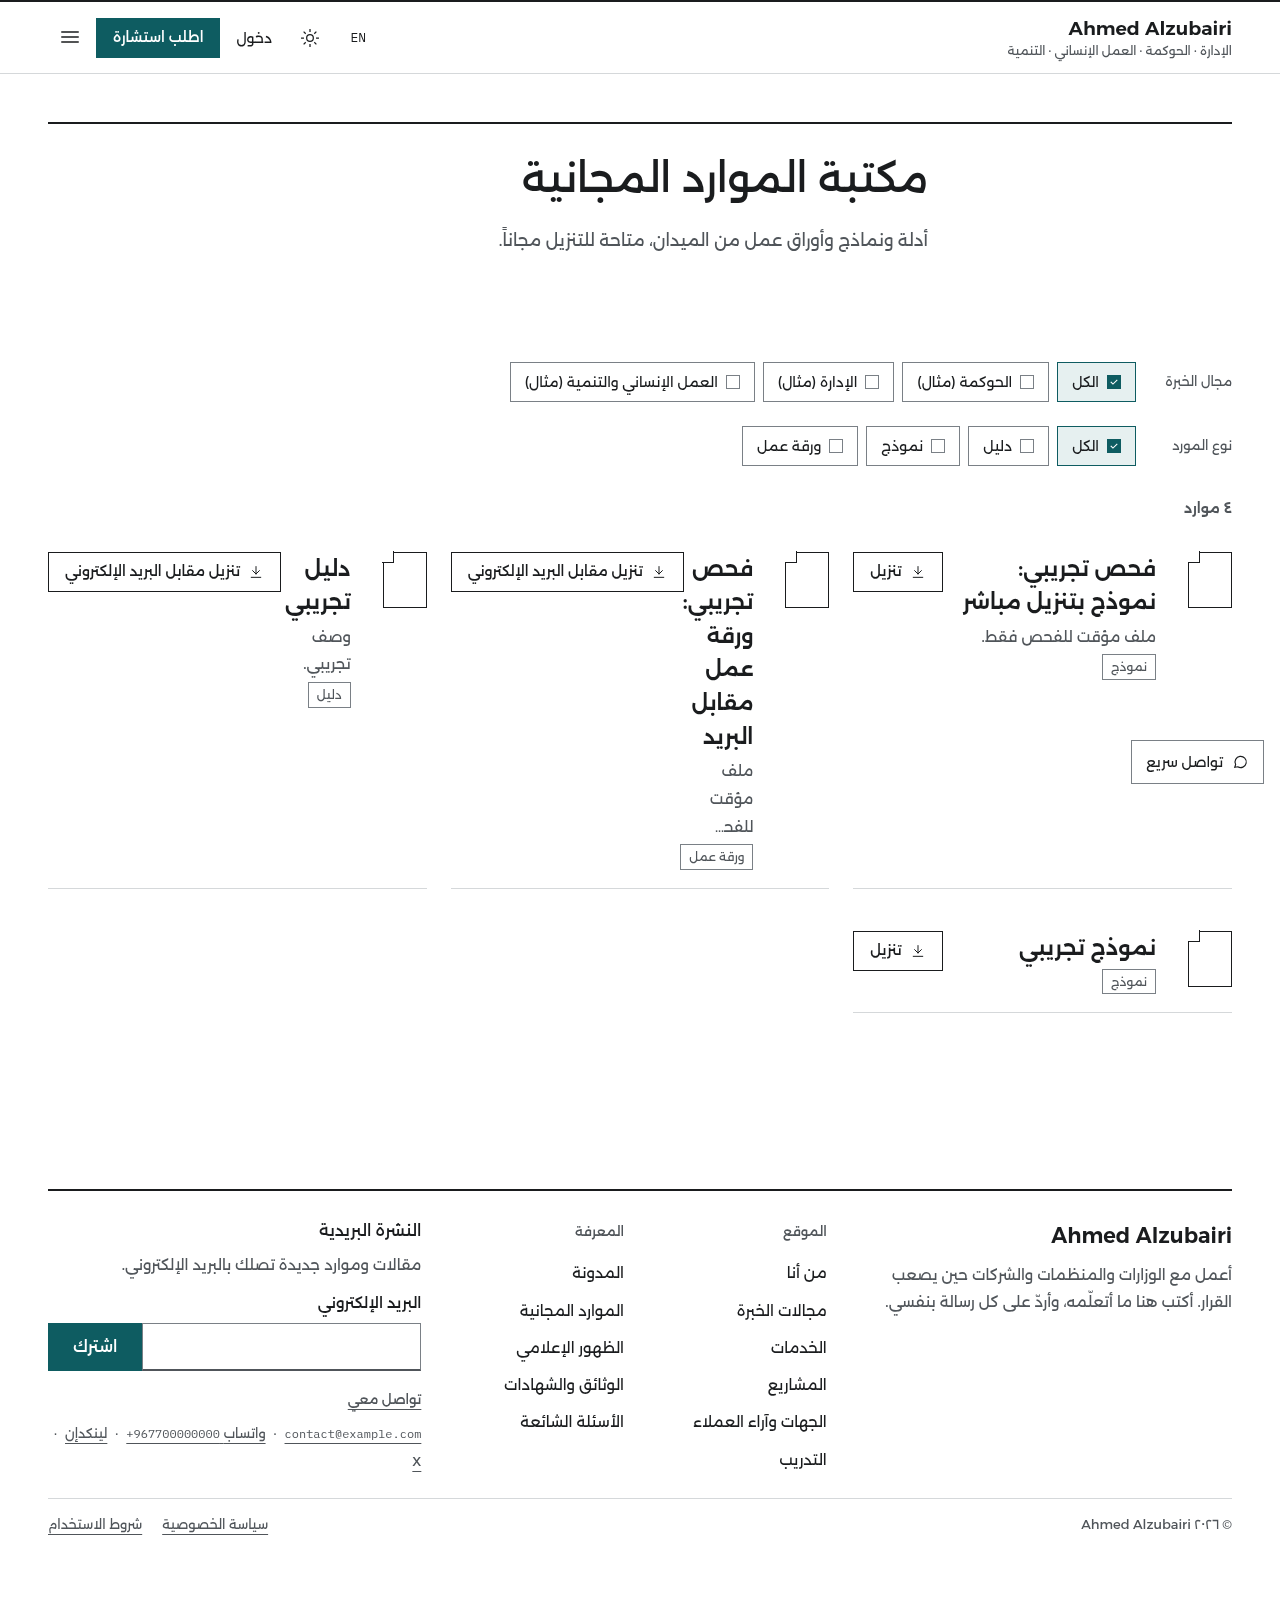 Ahmed Alzubairi
الإدارة · الحوكمة · العمل الإنساني · التنمية
EN
دخول
اطلب استشارة
مكتبة الموارد المجانية
أدلة ونماذج وأوراق عمل من الميدان، متاحة للتنزيل مجاناً.
مجال الخبرة
الكل
الحوكمة (مثال)
الإدارة (مثال)
العمل الإنساني والتنمية (مثال)
نوع المورد
الكل
دليل
نموذج
ورقة عمل
٤ موارد
فحص تجريبي:
نموذج بتنزيل مباشر
ملف مؤقت للفحص فقط.
نموذج
تنزيل
فحص
تجريبي:
ورقة
عمل
مقابل
البريد
ملف
مؤقت
للفحـ...
ورقة عمل
تنزيل مقابل البريد الإلكتروني
دليل
تجريبي
وصف
تجريبي.
دليل
تنزيل مقابل البريد الإلكتروني
تواصل سريع
نموذج تجريبي
نموذج
تنزيل
Ahmed Alzubairi
أعمل مع الوزارات والمنظمات والشركات حين يصعب
القرار. أكتب هنا ما أتعلّمه، وأردّ على كل رسالة بنفسي.
الموقع
من أنا
مجالات الخبرة
الخدمات
المشاريع
الجهات وآراء العملاء
التدريب
المعرفة
المدونة
الموارد المجانية
الظهور الإعلامي
الوثائق والشهادات
الأسئلة الشائعة
النشرة البريدية
مقالات وموارد جديدة تصلك بالبريد الإلكتروني.
البريد الإلكتروني
اشترك
تواصل معي
contact@example.com · واتساب +967700000000 · لينكدإن ·
X
© ٢٠٢٦ Ahmed Alzubairi
سياسة الخصوصية
شروط الاستخدام